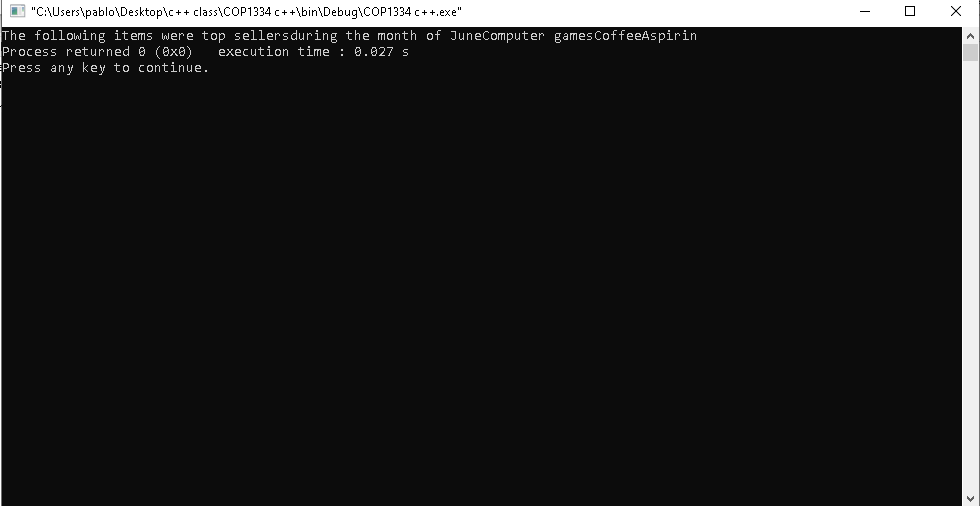 "C:\Users\pablo\Desktop\c++ class\COP1334 c++\bin\Debug\COP1334 c++.exe"
The following items were top sellersduring the month of JuneComputer gamesCoffeeAspirin
Process returned 0 (0x0)   execution time : 0.027 s
Press any key to continue.